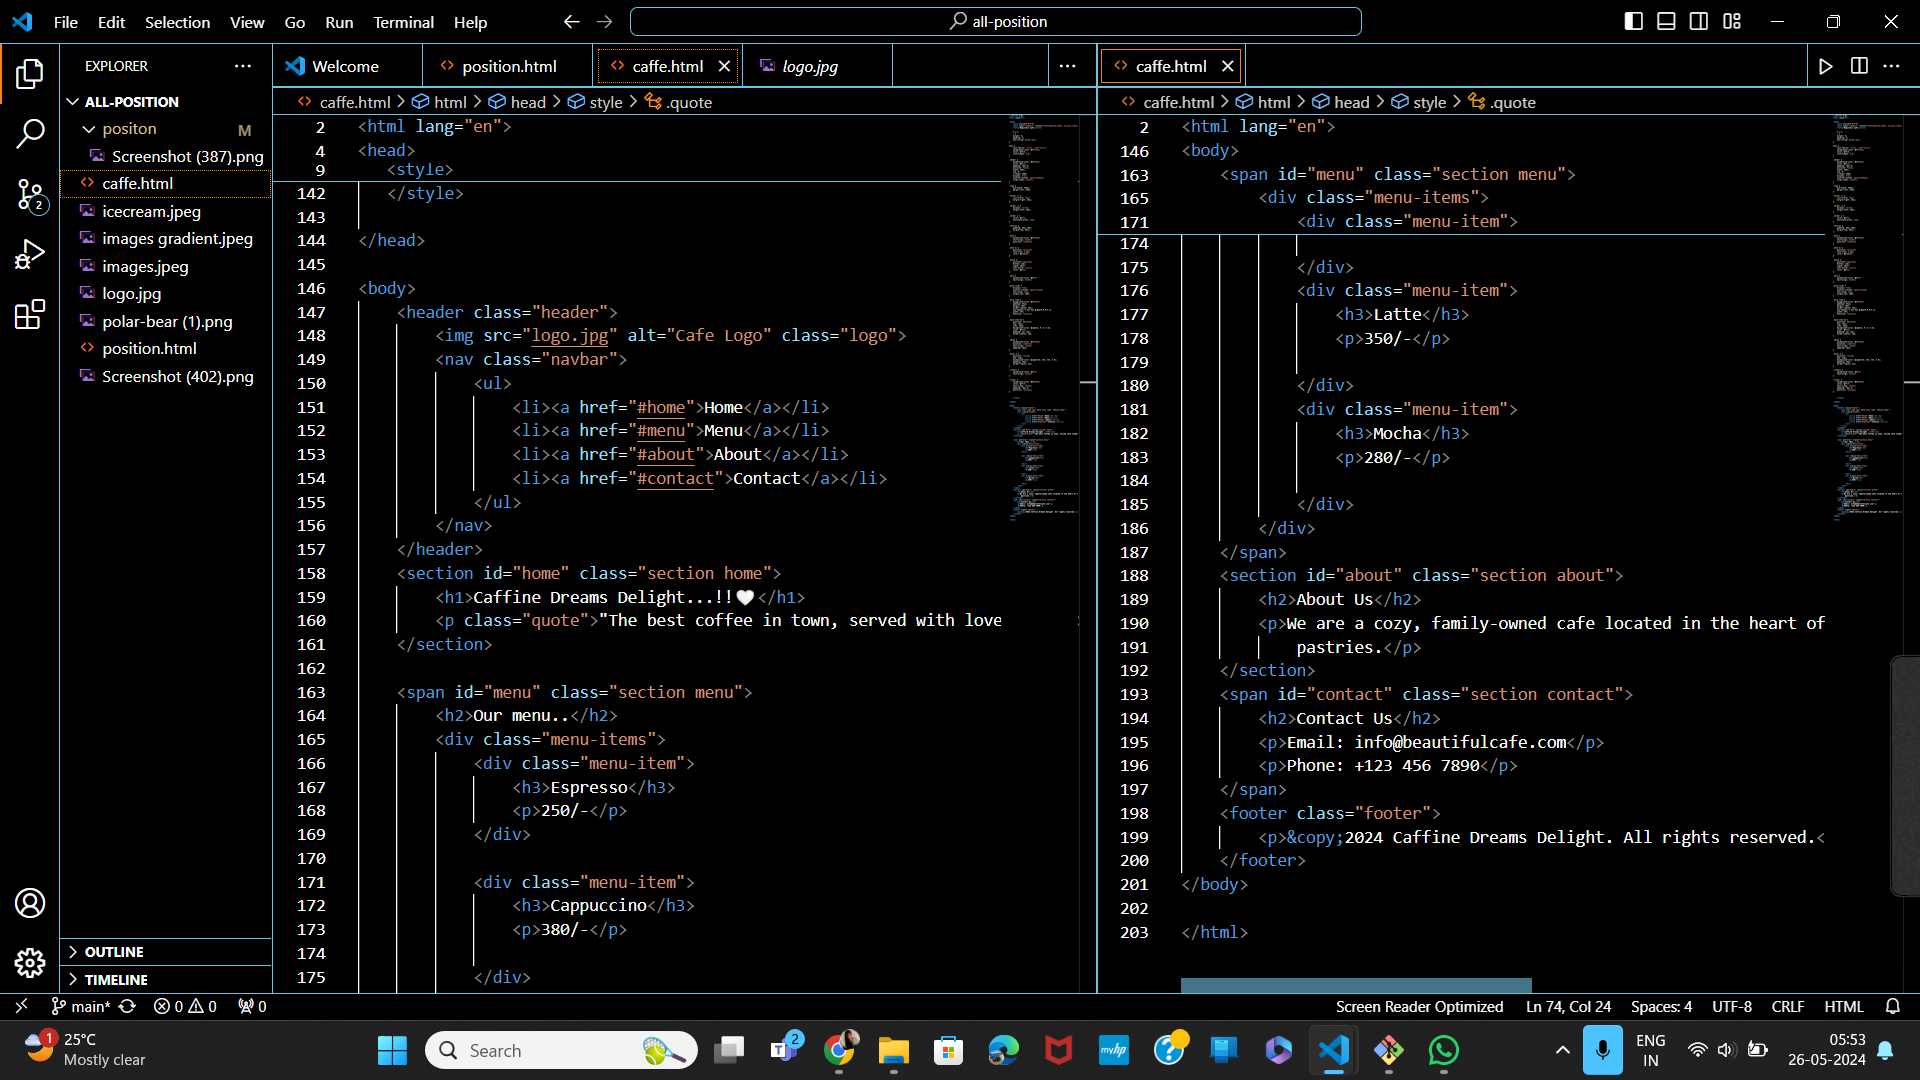 File Edit Selection View Go Run Terminal Help
all-position
EXPLORER
ALL-POSITION
positon M
Screenshot (387).png
caffe.html
icecream.jpeg
images gradient.jpeg
images.jpeg
logo.jpg
polar-bear (1).png
position.html
Screenshot (402).png
OUTLINE
TIMELINE
2
Welcome position.html caffe.html logo.jpg
caffe.html > html > head > style > .quote
2 <html lang="en">
4 <head>
9 <style>
142 </style>
143
144 </head>
145
146 <body>
147 <header class="header">
148 <img src="logo.jpg" alt="Cafe Logo" class="logo">
149 <nav class="navbar">
150 <ul>
151 <li><a href="#home">Home</a></li>
152 <li><a href="#menu">Menu</a></li>
153 <li><a href="#about">About</a></li>
154 <li><a href="#contact">Contact</a></li>
155 </ul>
156 </nav>
157 </header>
158 <section id="home" class="section home">
159 <h1>Caffine Dreams Delight...!!🤍</h1>
160 <p class="quote">"The best coffee in town, served with love
161 </section>
162
163 <span id="menu" class="section menu">
164 <h2>Our menu..</h2>
165 <div class="menu-items">
166 <div class="menu-item">
167 <h3>Espresso</h3>
168 <p>250/-</p>
169 </div>
170
171 <div class="menu-item">
172 <h3>Cappuccino</h3>
173 <p>380/-</p>
174
175 </div>
caffe.html
caffe.html > html > head > style > .quote
2 <html lang="en">
146 <body>
163 <span id="menu" class="section menu">
165 <div class="menu-items">
171 <div class="menu-item">
174
175 </div>
176 <div class="menu-item">
177 <h3>Latte</h3>
178 <p>350/-</p>
179
180 </div>
181 <div class="menu-item">
182 <h3>Mocha</h3>
183 <p>280/-</p>
184
185 </div>
186 </div>
187 </span>
188 <section id="about" class="section about">
189 <h2>About Us</h2>
190 <p>We are a cozy, family-owned cafe located in the heart of
191 pastries.</p>
192 </section>
193 <span id="contact" class="section contact">
194 <h2>Contact Us</h2>
195 <p>Email: info@beautifulcafe.com</p>
196 <p>Phone: +123 456 7890</p>
197 </span>
198 <footer class="footer">
199 <p>&copy;2024 Caffine Dreams Delight. All rights reserved.<
200 </footer>
201 </body>
202
203 </html>
main* 0 0 0
Screen Reader Optimized Ln 74, Col 24 Spaces: 4 UTF-8 CRLF HTML
1 25°C
Mostly clear
Search
2
myhp
ENG
IN
05:53
26-05-2024